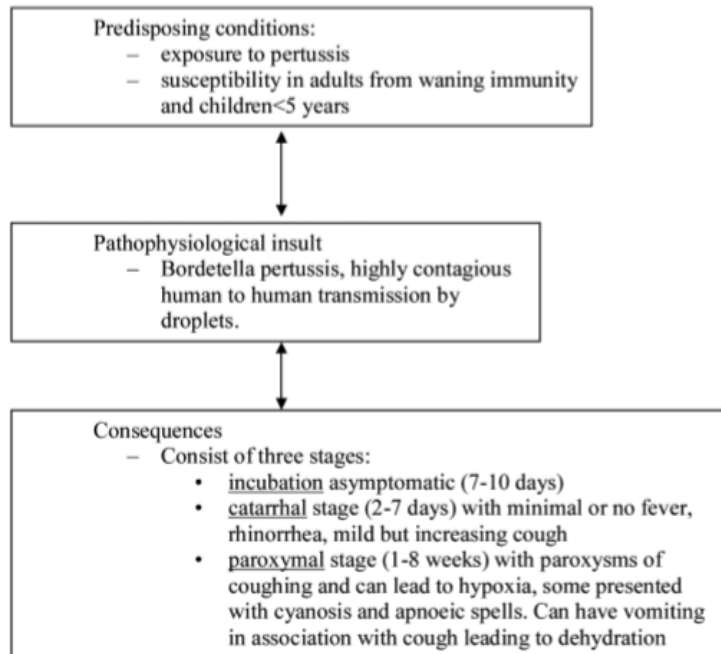 Predisposing conditions:
– exposure to pertussis
– susceptibility in adults from waning immunity
and children<5 years
Pathophysiological insult
– Bordetella pertussis, highly contagious
human to human transmission by
droplets.
Consequences
– Consist of three stages:
• incubation asymptomatic (7-10 days)
• catarrhal stage (2-7 days) with minimal or no fever,
rhinorrhea, mild but increasing cough
• paroxymal stage (1-8 weeks) with paroxysms of
coughing and can lead to hypoxia, some presented
with cyanosis and apnoeic spells. Can have vomiting
in association with cough leading to dehydration